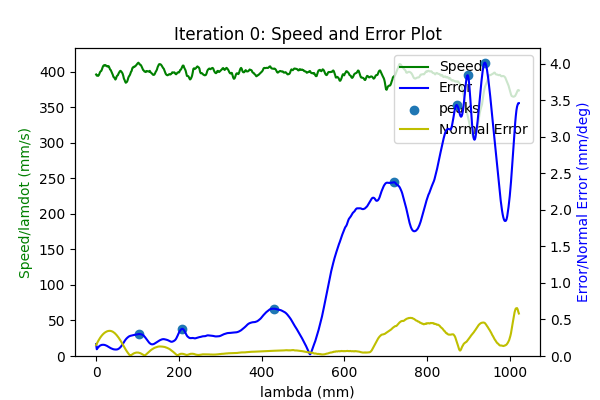 Iteration 0: Speed and Error Plot
Speed/lamdot (mm/s)
400
350
300
250
200
150
100
50
0
Speed
Error
peaks
Normal Error
4.0
3.5
3.0
2.5
2.0
1.5
1.0
0.5
0.0
Error/Normal Error (mm/deg)
0 200 400 600 800 1000
lambda (mm)